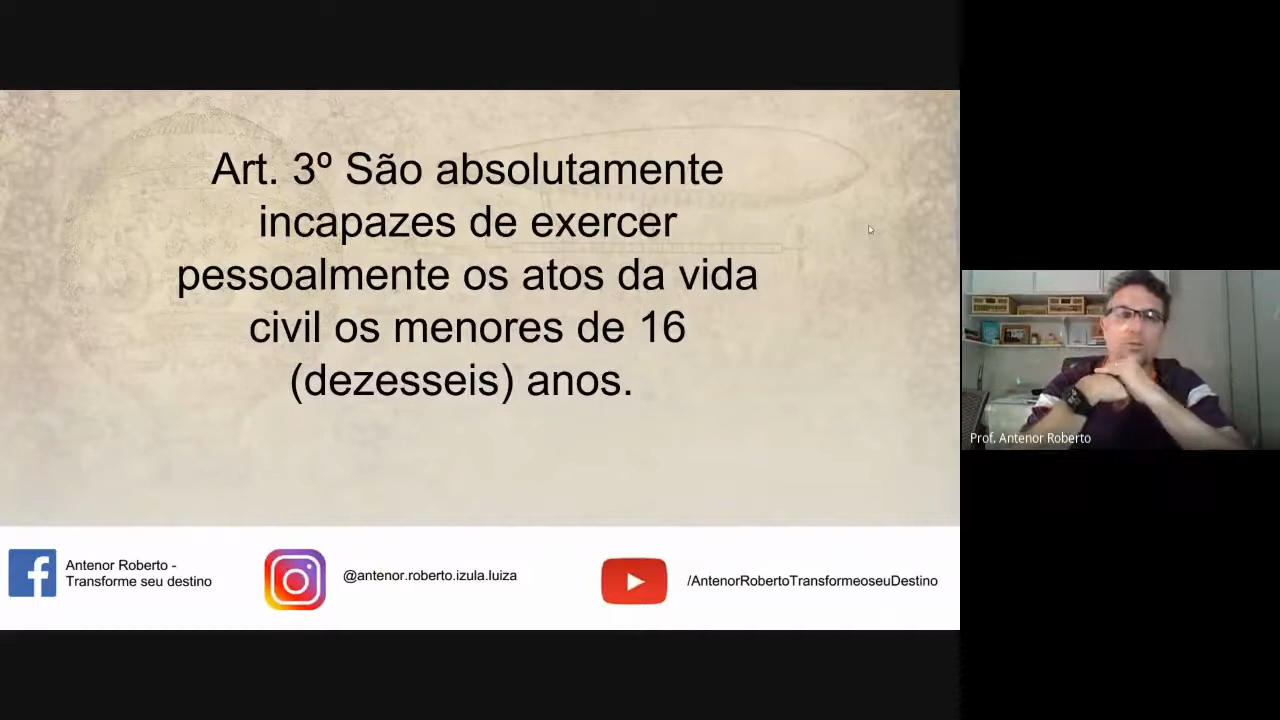 Art. 3º São absolutamente
incapazes de exercer
pessoalmente os atos da vida
civil os menores de 16
(dezesseis) anos.
Prof. Antenor Roberto
Antenor Roberto -
Transforme seu destino
@antenor.roberto.izula.luiza
/AntenorRobertoTransformeoseuDestino